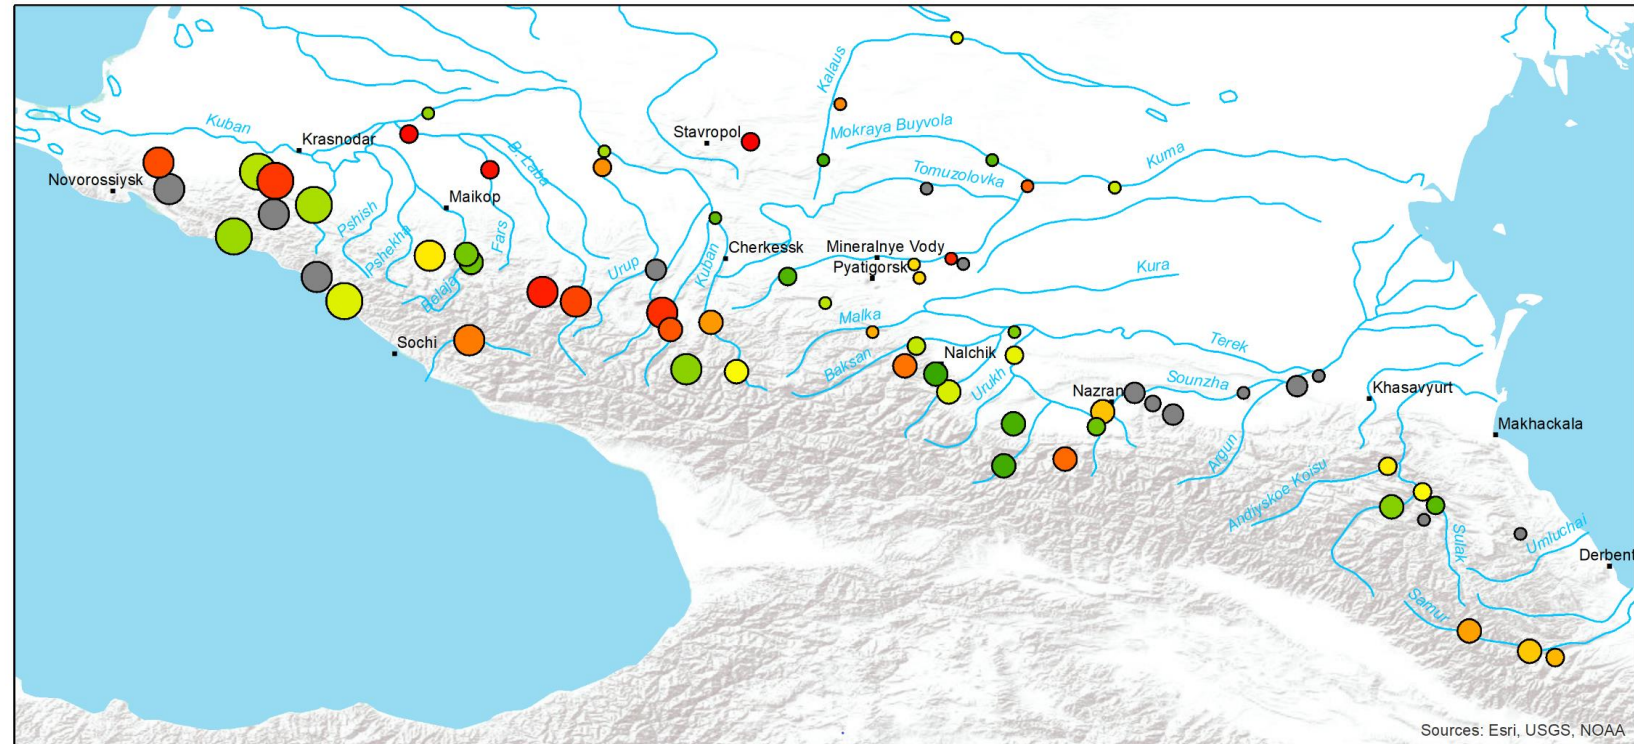 Kalaus
Kuban
Krasnodar
Stavropol
Mokraya Buyvola
Kuma
B. Laba
Tomuzolovka
Novorossiysk
Maikop
Pshish
Fars
Pshekha
Cherkessk
Mineralnye Vody
Pyatigorsk
Kura
Urup
Kuban
Belaja
Malka
Sochi
Terek
Baksan
Nalchik
Urukh
Sounzha
Nazran
Khasavyurt
Makhackala
Argun
Andiyskoe Koisu
Sulak
Umluchai
Derbent
Samur
Sources: Esri, USGS, NOAA